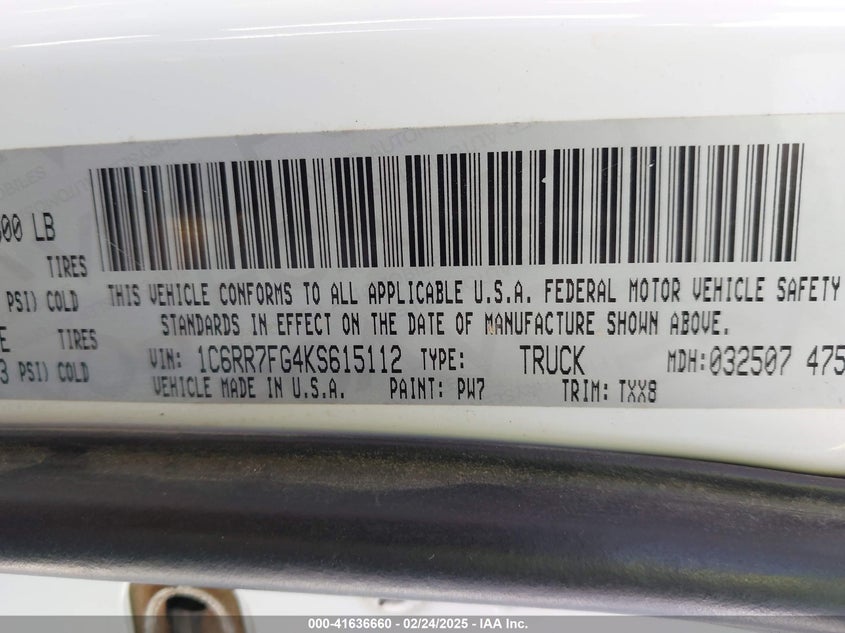 600 LB
TIRES
PSI) COLD
TIRES
PSI) COLD
THIS VEHICLE CONFORMS TO ALL APPLICABLE U.S.A. FEDERAL MOTOR VEHICLE SAFETY
STANDARDS IN EFFECT ON THE DATE OF MANUFACTURE SHOWN ABOVE.
VIN: 1C6RR7FG4KS615112 TYPE: TRUCK MDH:032507 475
VEHICLE MADE IN U.S.A. PAINT: PW7 TRIM: TXX8
000-41636660 - 02/24/2025 - IAA Inc.